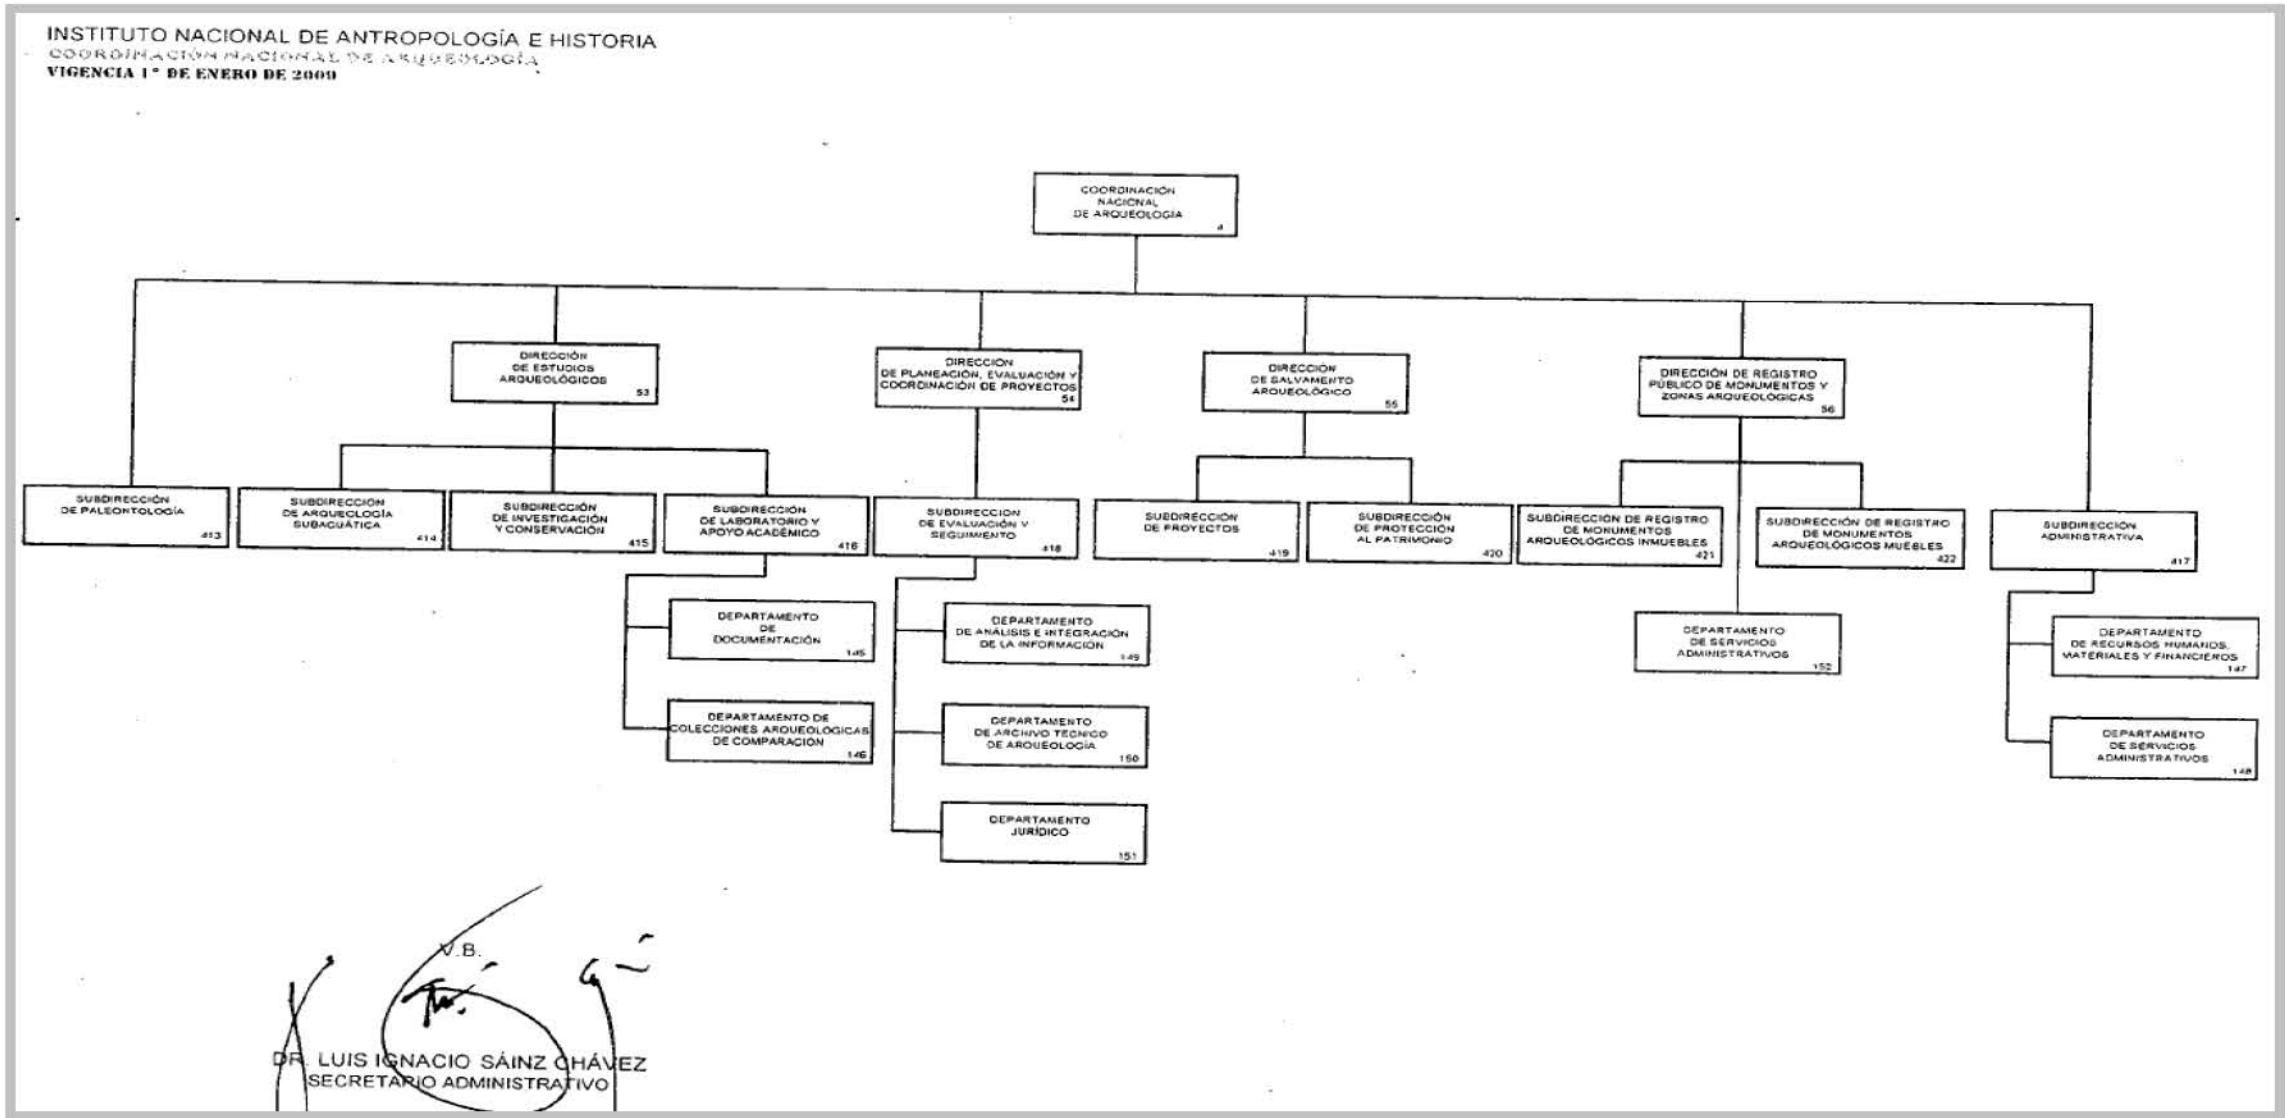 INSTITUTO NACIONAL DE ANTROPOLOGÍA E HISTORIA
COORDINACIÓN NACIONAL DE ARQUEOLOGÍA
VIGENCIA 1° DE ENERO DE 2009
COORDINACIÓN
NACIONAL
DE ARQUEOLOGÍA
4
DIRECCIÓN
DE ESTUDIOS
ARQUEOLÓGICOS
53
DIRECCIÓN
DE PLANEACIÓN, EVALUACIÓN Y
COORDINACIÓN DE PROYECTOS
54
DIRECCIÓN
DE SALVAMENTO
ARQUEOLÓGICO
55
DIRECCIÓN DE REGISTRO
PÚBLICO DE MONUMENTOS Y
ZONAS ARQUEOLÓGICAS
56
SUBDIRECCIÓN
DE PALEONTOLOGÍA
413
SUBDIRECCIÓN
DE ARQUEOLOGÍA
SUBACUÁTICA
414
SUBDIRECCIÓN
DE INVESTIGACIÓN
Y CONSERVACIÓN
415
SUBDIRECCIÓN
DE LABORATORIO Y
APOYO ACADÉMICO
416
SUBDIRECCIÓN
DE EVALUACIÓN Y
SEGUIMIENTO
418
SUBDIRECCIÓN
DE PROYECTOS
419
SUBDIRECCIÓN
DE PROTECCIÓN
AL PATRIMONIO
420
SUBDIRECCIÓN DE REGISTRO
DE MONUMENTOS
ARQUEOLÓGICOS INMUEBLES
421
SUBDIRECCIÓN DE REGISTRO
DE MONUMENTOS
ARQUEOLÓGICOS MUEBLES
422
SUBDIRECCIÓN
ADMINISTRATIVA
417
DEPARTAMENTO
DE
DOCUMENTACIÓN
145
DEPARTAMENTO DE
COLECCIONES ARQUEOLÓGICAS
DE COMPARACIÓN
146
DEPARTAMENTO
DE ANÁLISIS E INTEGRACIÓN
DE LA INFORMACIÓN
149
DEPARTAMENTO
DE ARCHIVO TÉCNICO
DE ARQUEOLOGÍA
150
DEPARTAMENTO
JURÍDICO
151
DEPARTAMENTO
DE SERVICIOS
ADMINISTRATIVOS
152
DEPARTAMENTO
DE RECURSOS HUMANOS,
MATERIALES Y FINANCIEROS
147
DEPARTAMENTO
DE SERVICIOS
ADMINISTRATIVOS
148
V.B.
DR. LUIS IGNACIO SÁINZ CHÁVEZ
SECRETARIO ADMINISTRATIVO